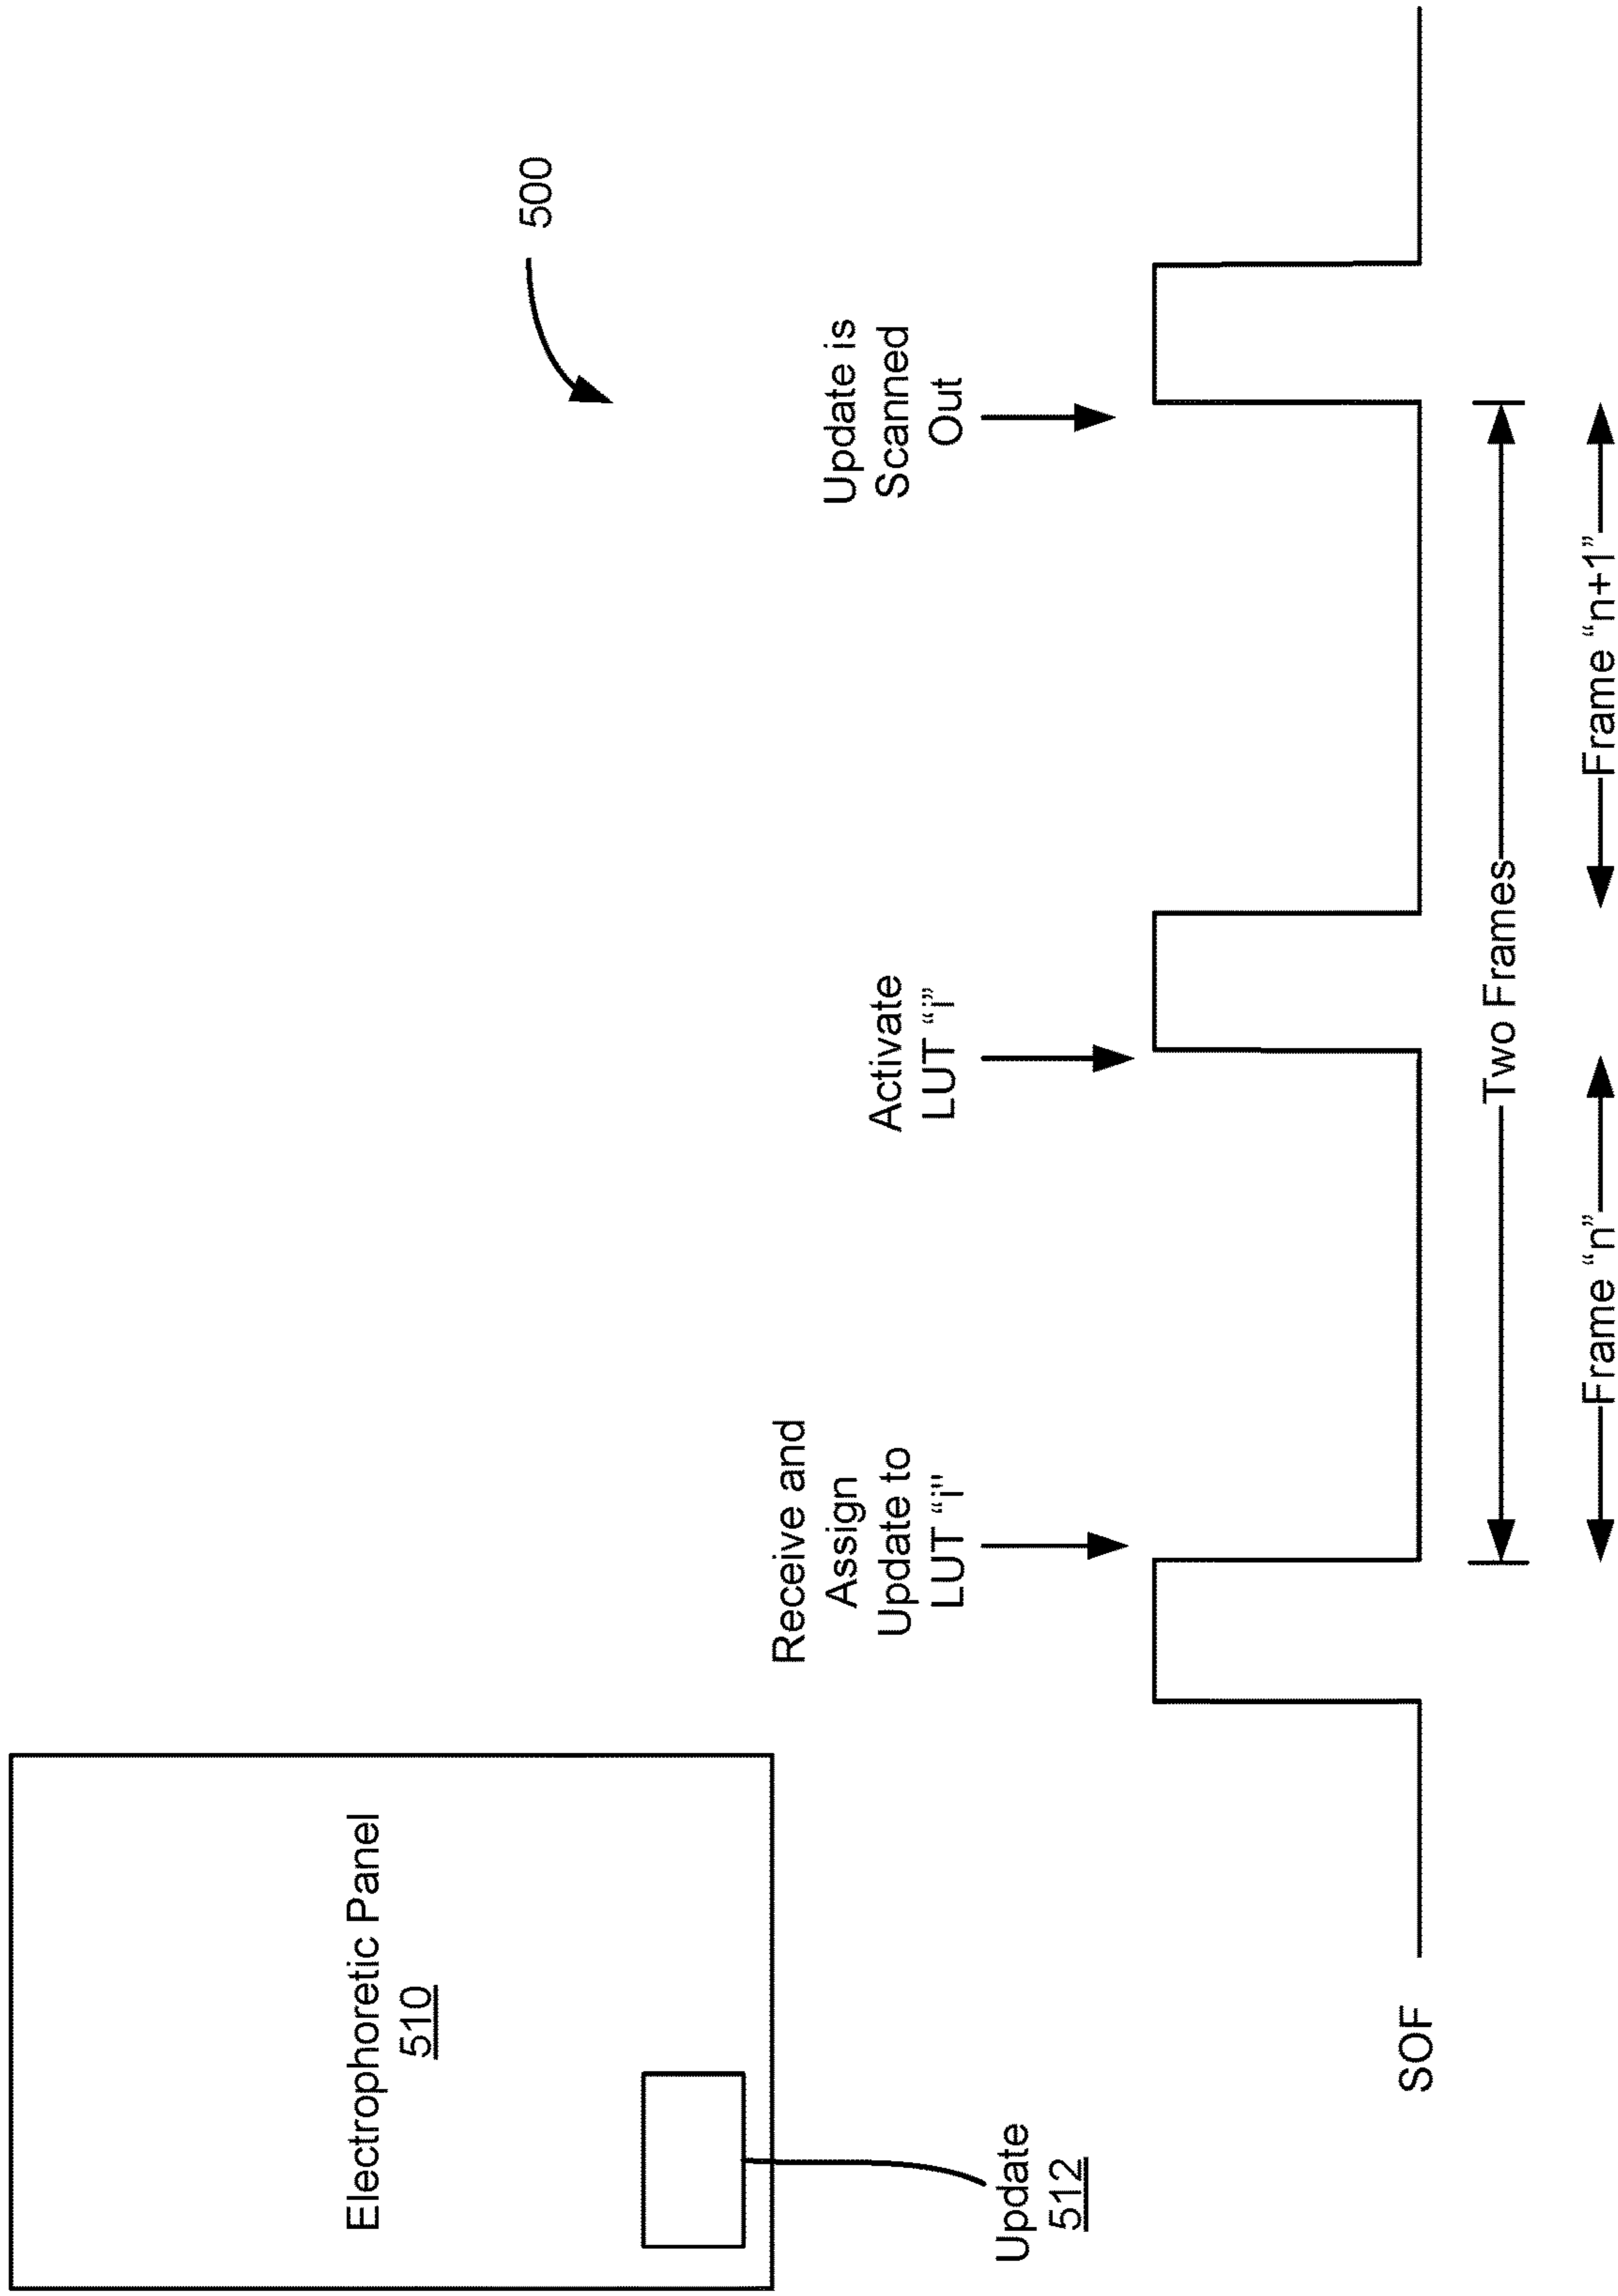 Electrophoretic Panel
510
Update
512
500
Receive and
Assign
Update to
LUT “i"
Activate
LUT “i”
Update is
Scanned
Out
SOF
Two Frames
Frame “n”
Frame “n+1”